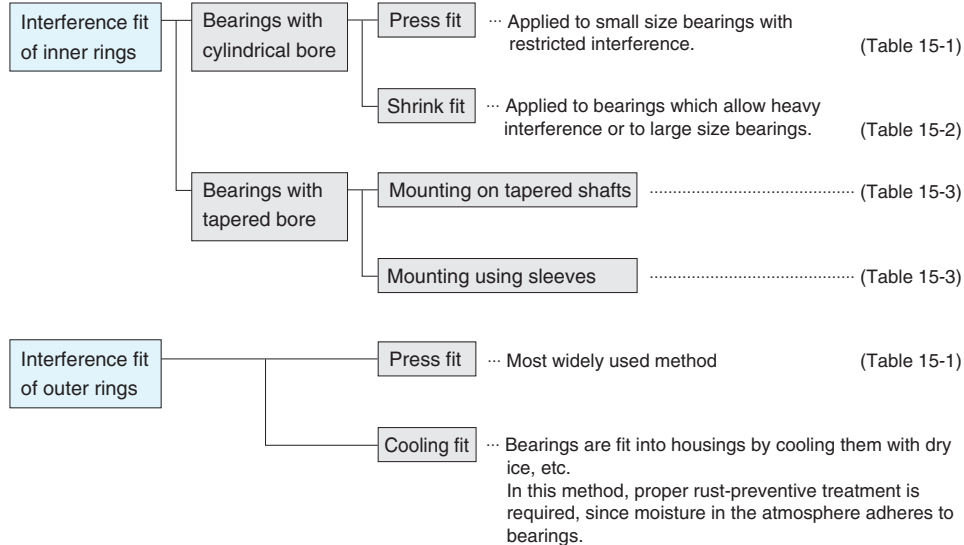 Interference fit
of inner rings
Bearings with
cylindrical bore
Press fit
··· Applied to small size bearings with
restricted interference.
(Table 15-1)
Shrink fit
··· Applied to bearings which allow heavy
interference or to large size bearings.
(Table 15-2)
Bearings with
tapered bore
Mounting on tapered shafts
(Table 15-3)
Mounting using sleeves
(Table 15-3)
Interference fit
of outer rings
Press fit
··· Most widely used method
(Table 15-1)
Cooling fit
··· Bearings are fit into housings by cooling them with dry
ice, etc.
In this method, proper rust-preventive treatment is
required, since moisture in the atmosphere adheres to
bearings.